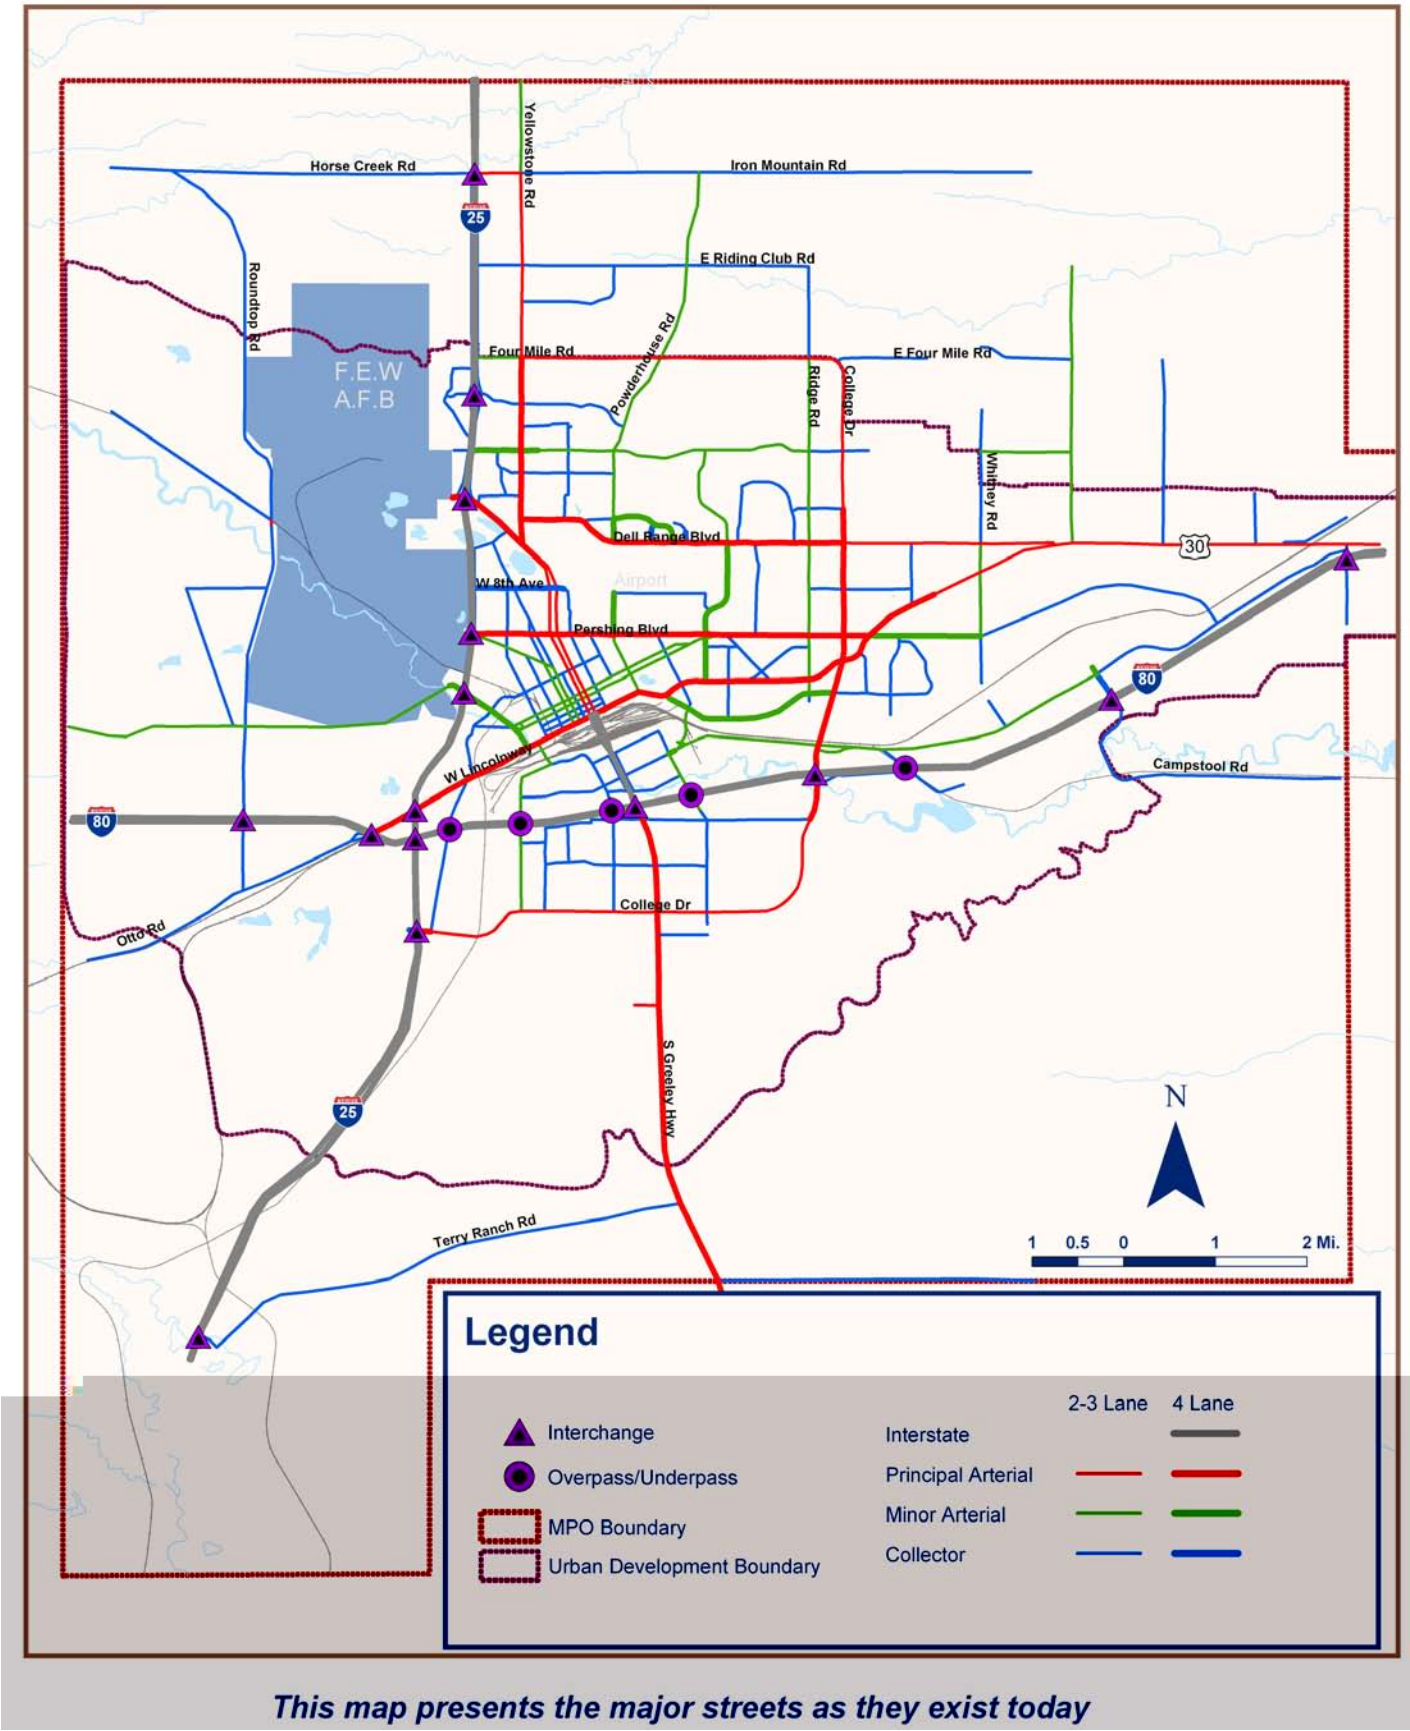 Yellowstone Rd
Horse Creek Rd
Iron Mountain Rd
25
E Riding Club Rd
Roundtop Rd
Four Mile Rd
E Four Mile Rd
Powderhouse Rd
F.E.W
A.F.B
Ridge Rd
College Dr
Whitney Rd
Dell Range Blvd
30
W 8th Ave
Airport
Pershing Blvd
80
W Lincolnway
Campstool Rd
80
College Dr
Otto Rd
S Greeley Hwy
N
25
Terry Ranch Rd
1 0.5 0 1 2 Mi.
Legend
2-3 Lane 4 Lane
Interchange
Interstate
Overpass/Underpass
Principal Arterial
Minor Arterial
MPO Boundary
Collector
Urban Development Boundary
This map presents the major streets as they exist today